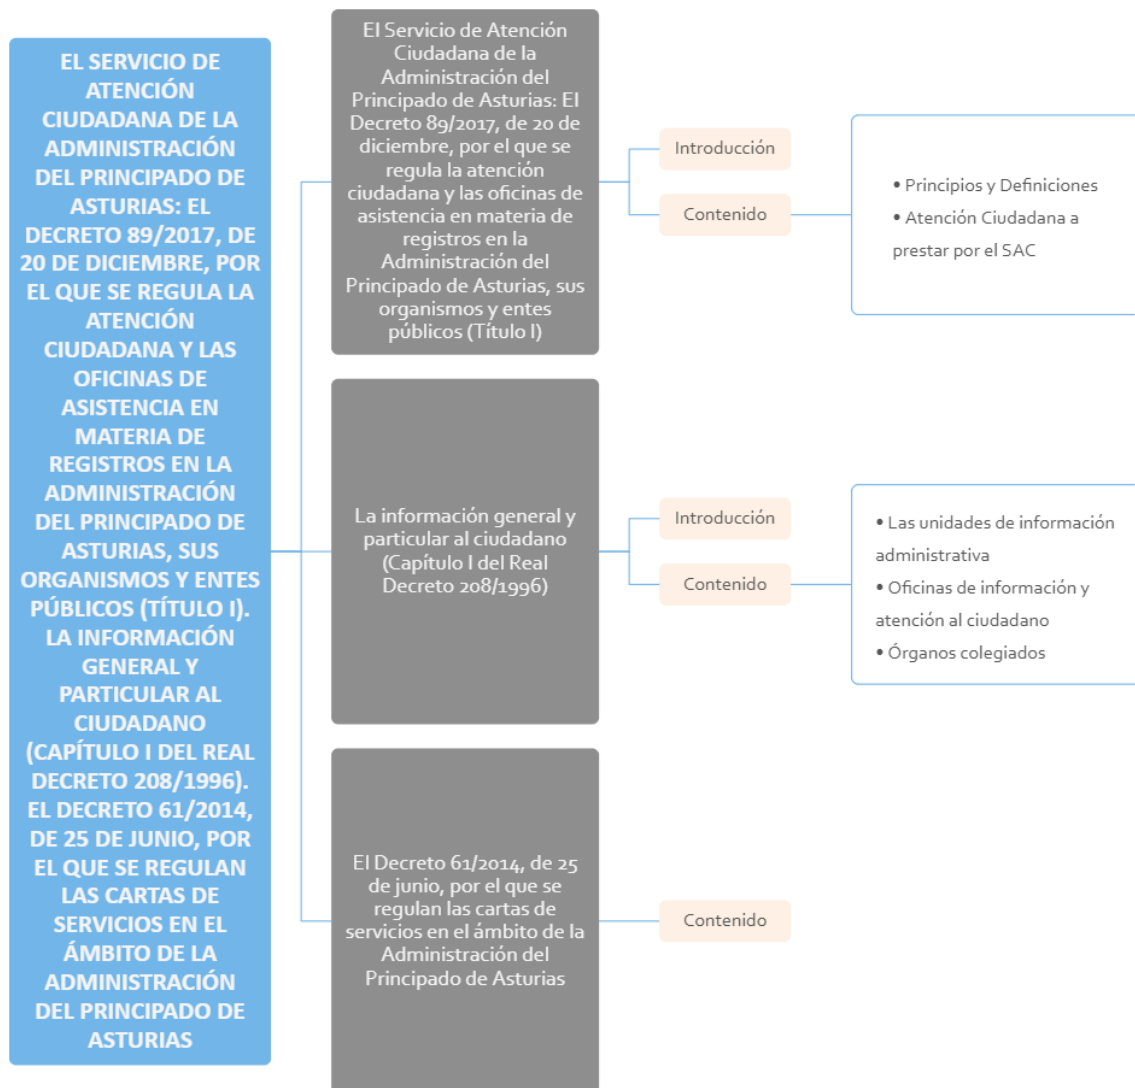 EL SERVICIO DE
ATENCIÓN
CIUDADANA DE LA
ADMINISTRACIÓN
DEL PRINCIPADO DE
ASTURIAS: EL
DECRETO 89/2017, DE
20 DE DICIEMBRE, POR
EL QUE SE REGULA LA
ATENCIÓN
CIUDADANA Y LAS
OFICINAS DE
ASISTENCIA EN
MATERIA DE
REGISTROS EN LA
ADMINISTRACIÓN
DEL PRINCIPADO DE
ASTURIAS, SUS
ORGANISMOS Y ENTES
PÚBLICOS (TÍTULO I).
LA INFORMACIÓN
GENERAL Y
PARTICULAR AL
CIUDADANO
(CAPÍTULO I DEL REAL
DECRETO 208/1996).
EL DECRETO 61/2014,
DE 25 DE JUNIO, POR
EL QUE SE REGULAN
LAS CARTAS DE
SERVICIOS EN EL
ÁMBITO DE LA
ADMINISTRACIÓN
DEL PRINCIPADO DE
ASTURIAS
El Servicio de Atención
Ciudadana de la
Administración del
Principado de Asturias: El
Decreto 89/2017, de 20 de
diciembre, por el que se
regula la atención
ciudadana y las oficinas de
asistencia en materia de
registros en la
Administración del
Principado de Asturias, sus
organismos y entes
públicos (Título I)
Introducción
Contenido
• Principios y Definiciones
• Atención Ciudadana a
prestar por el SAC
La información general y
particular al ciudadano
(Capítulo I del Real
Decreto 208/1996)
Introducción
Contenido
• Las unidades de información
administrativa
• Oficinas de información y
atención al ciudadano
• Órganos colegiados
El Decreto 61/2014, de 25
de junio, por el que se
regulan las cartas de
servicios en el ámbito de la
Administración del
Principado de Asturias
Contenido